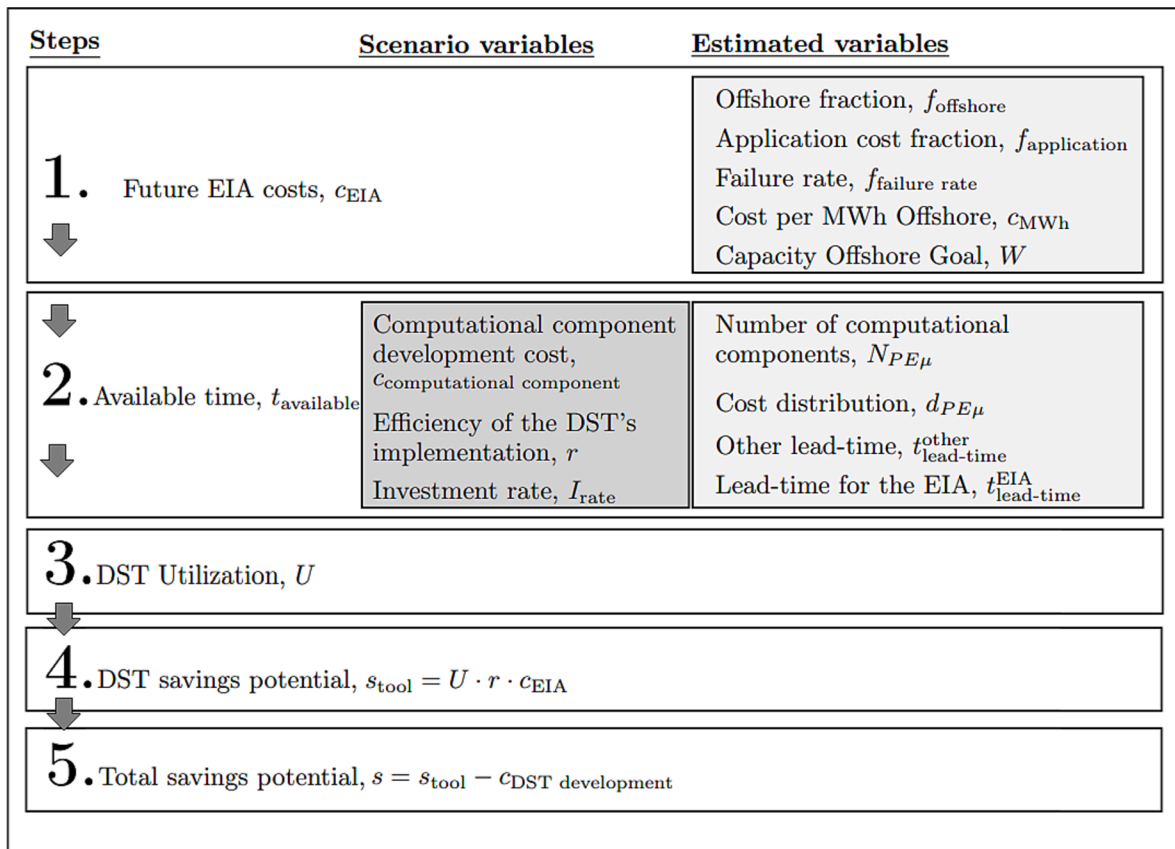 Steps
Scenario variables
Estimated variables
1. Future EIA costs, c_EIA
Offshore fraction, f_offshore
Application cost fraction, f_application
Failure rate, f_failure rate
Cost per MWh Offshore, c_MWh
Capacity Offshore Goal, W
2. Available time, t_available
Computational component
development cost,
c_computational component
Efficiency of the DST's
implementation, r
Investment rate, I_rate
Number of computational
components, N_PEμ
Cost distribution, d_PEμ
Other lead-time, t_lead-time^other
Lead-time for the EIA, t_lead-time^EIA
3. DST Utilization, U
4. DST savings potential, s_tool = U · r · c_EIA
5. Total savings potential, s = s_tool − c_DST development